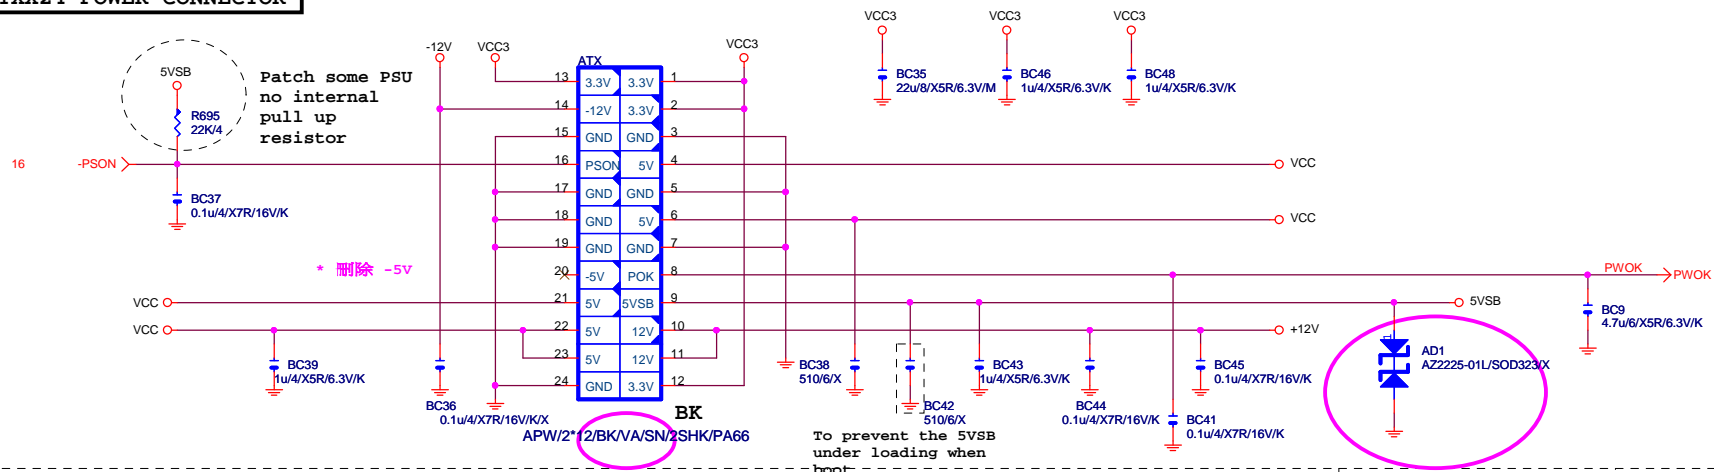 POWER CONNECTOR
5VSB
R695
22K/4
Patch some PSU
no internal
pull up
resistor
16
-PSON
BC37
0.1u/4/X7R/16V/K
* 刪除 -5V
VCC
VCC
BC39
1u/4/X5R/6.3V/K
-12V
VCC3
BC36
0.1u/4/X7R/16V/K/X
ATX
VCC3
13 3.3V 3.3V 1
14 -12V 3.3V 2
15 GND GND 3
16 PSON 5V 4
17 GND GND 5
18 GND 5V 6
19 GND GND 7
20 -5V POK 8
21 5V 5VSB 9
22 5V 12V 10
23 5V 12V 11
24 GND 3.3V 12
BK
APW/2*12/BK/VA/SN/2SHK/PA66
VCC3
BC35
22u/8/X5R/6.3V/M
VCC3
BC46
1u/4/X5R/6.3V/K
VCC3
BC48
1u/4/X5R/6.3V/K
VCC
VCC
PWOK
PWOK
5VSB
+12V
BC38
510/6/X
BC42
510/6/X
To prevent the 5VSB
under loading when
boot
BC43
1u/4/X5R/6.3V/K
BC44
0.1u/4/X7R/16V/K
BC41
0.1u/4/X7R/16V/K
BC45
0.1u/4/X7R/16V/K
AD1
AZ2225-01L/SOD323/X
BC9
4.7u/6/X5R/6.3V/K